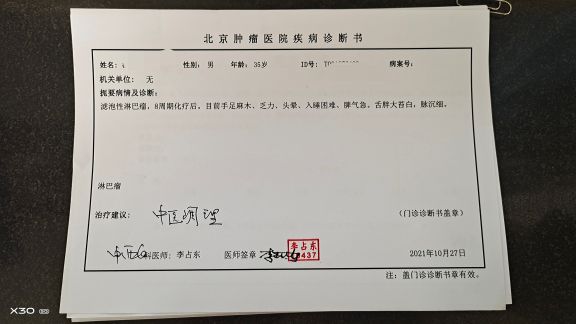 北京肿瘤医院疾病诊断书
姓名: 性别: 男 年龄: 35岁 ID号: 病案号:
机关单位: 无
扼要病情及诊断:
滤泡性淋巴瘤，8周期化疗后。目前手足麻木、乏力、头晕、入睡困难、脾气急。舌胖大苔白，脉沉细。
淋巴瘤
治疗建议: 中医调理 (门诊诊断书盖章)
科医师: 李占东 医师签章: 李占东
437
2021年10月27日
注: 盖门诊诊断书章有效。
X30